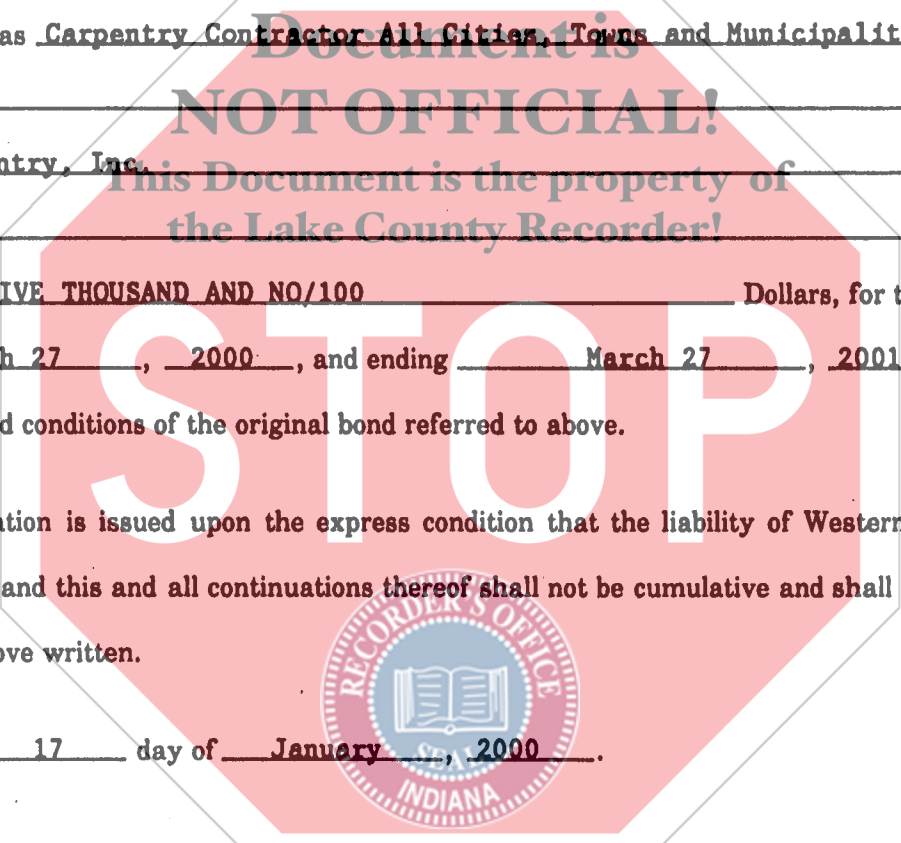 as Carpentry Contractor All Cities, Towns and Municipalit
Document is
NOT OFFICIAL!
ntry, Inc.
This Document is the property of
the Lake County Recorder!
IVE THOUSAND AND NO/100 Dollars, for t
h 27, 2000, and ending March 27, 2001
d conditions of the original bond referred to above.
STOP
ation is issued upon the express condition that the liability of Western
and this and all continuations thereof shall not be cumulative and shall
ove written.
RECORDER'S OFFICE
17 day of January, 2000.
SEAL
INDIANA